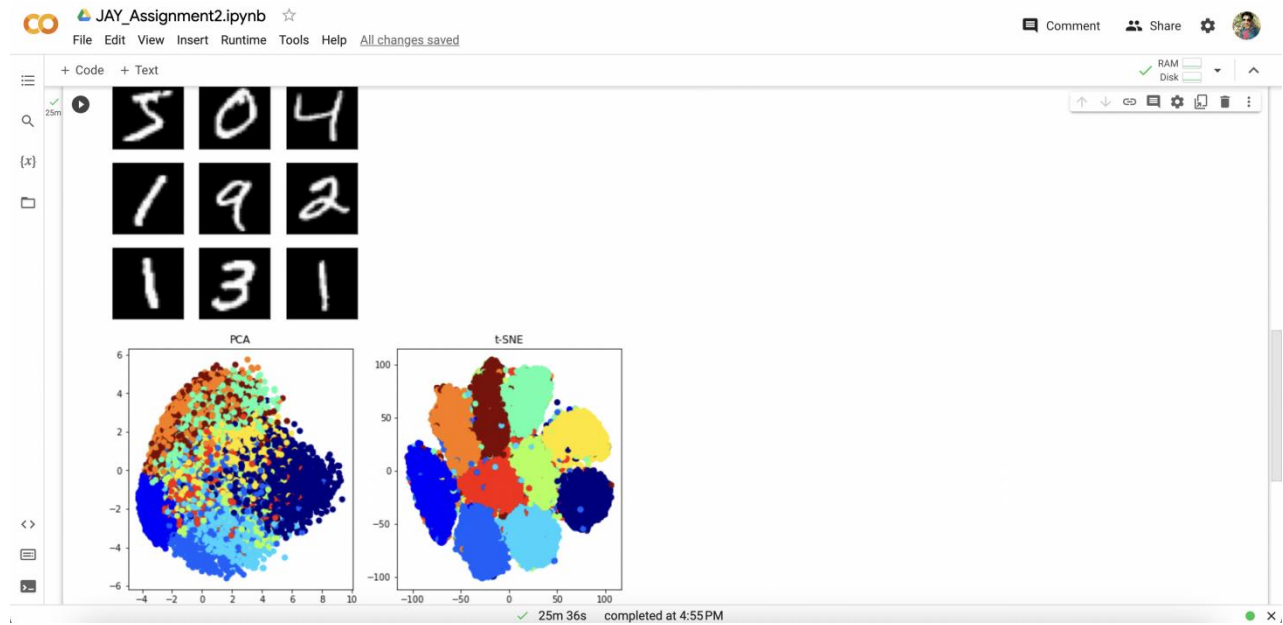 JAY_Assignment2.ipynb
Comment
Share
File Edit View Insert Runtime Tools Help All changes saved
+ Code + Text
RAM
Disk
25m
{x}
5 0 4
1 9 2
1 3 1
PCA
6
4
2
0
−2
−4
−6
−4 −2 0 2 4 6 8 10
t-SNE
100
50
0
−50
−100
−100 −50 0 50 100
25m 36s completed at 4:55 PM